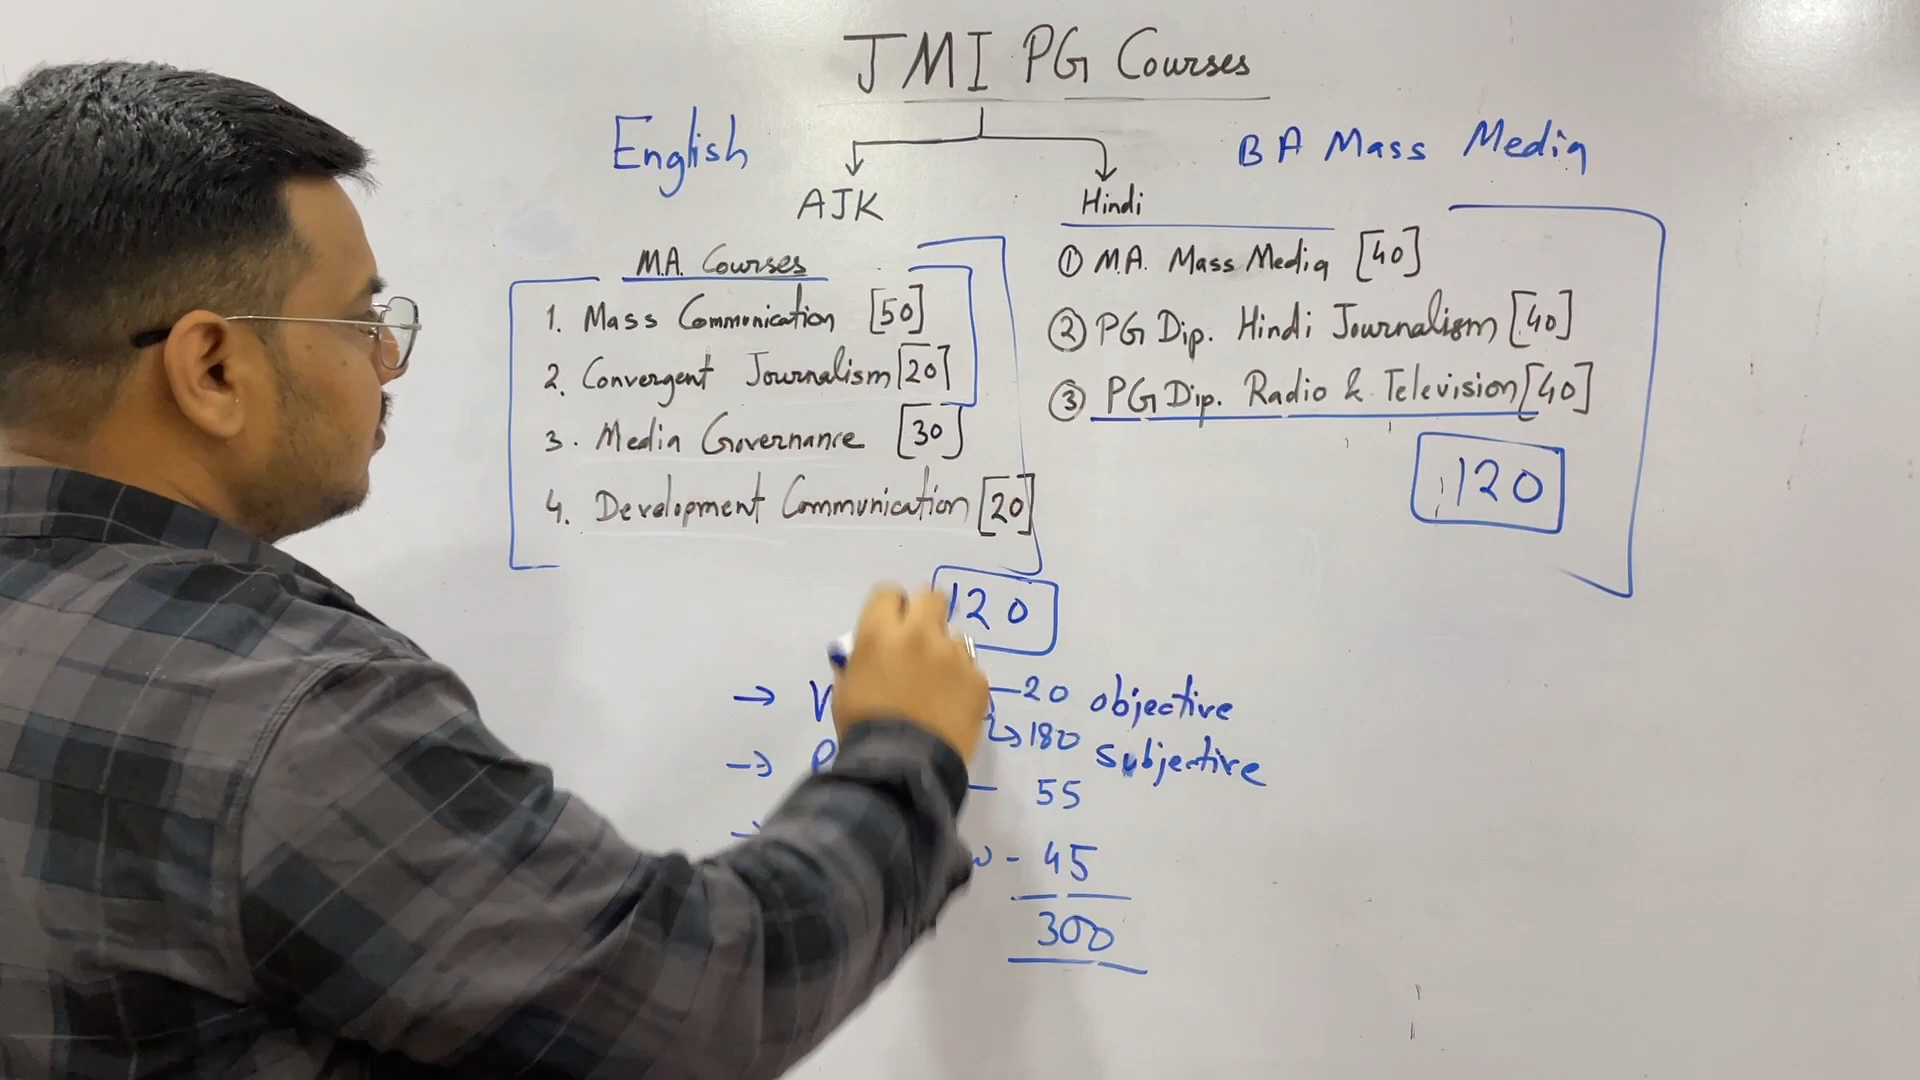 JMI PG Courses
English
BA Mass Media
AJK
Hindi
M.A. Courses
1. Mass Communication [50]
2. Convergent Journalism [20]
3. Media Governance [30]
4. Development Communication [20]
120
① M.A. Mass Media [40]
② PG Dip. Hindi Journalism [40]
③ PG Dip. Radio & Television [40]
120
→ — 20 objective
↳ 180 subjective
→ — 55
→ - 45
300